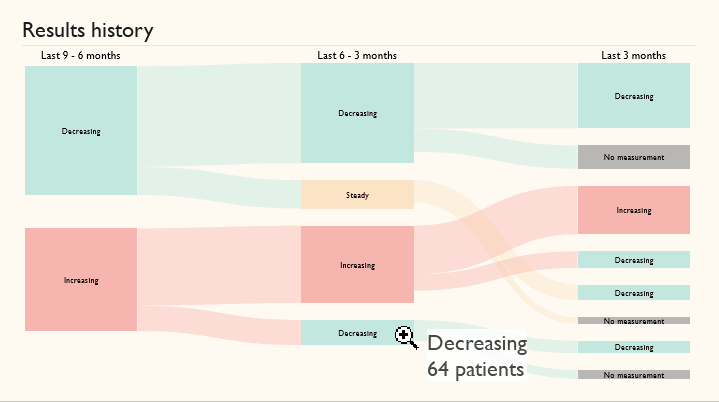 Results history
Last 9 - 6 months
Last 6 - 3 months
Last 3 months
Decreasing
Increasing
Decreasing
Steady
Increasing
Decreasing
Decreasing
64 patients
Decreasing
No measurement
Increasing
Decreasing
Decreasing
No measurement
Decreasing
No measurement